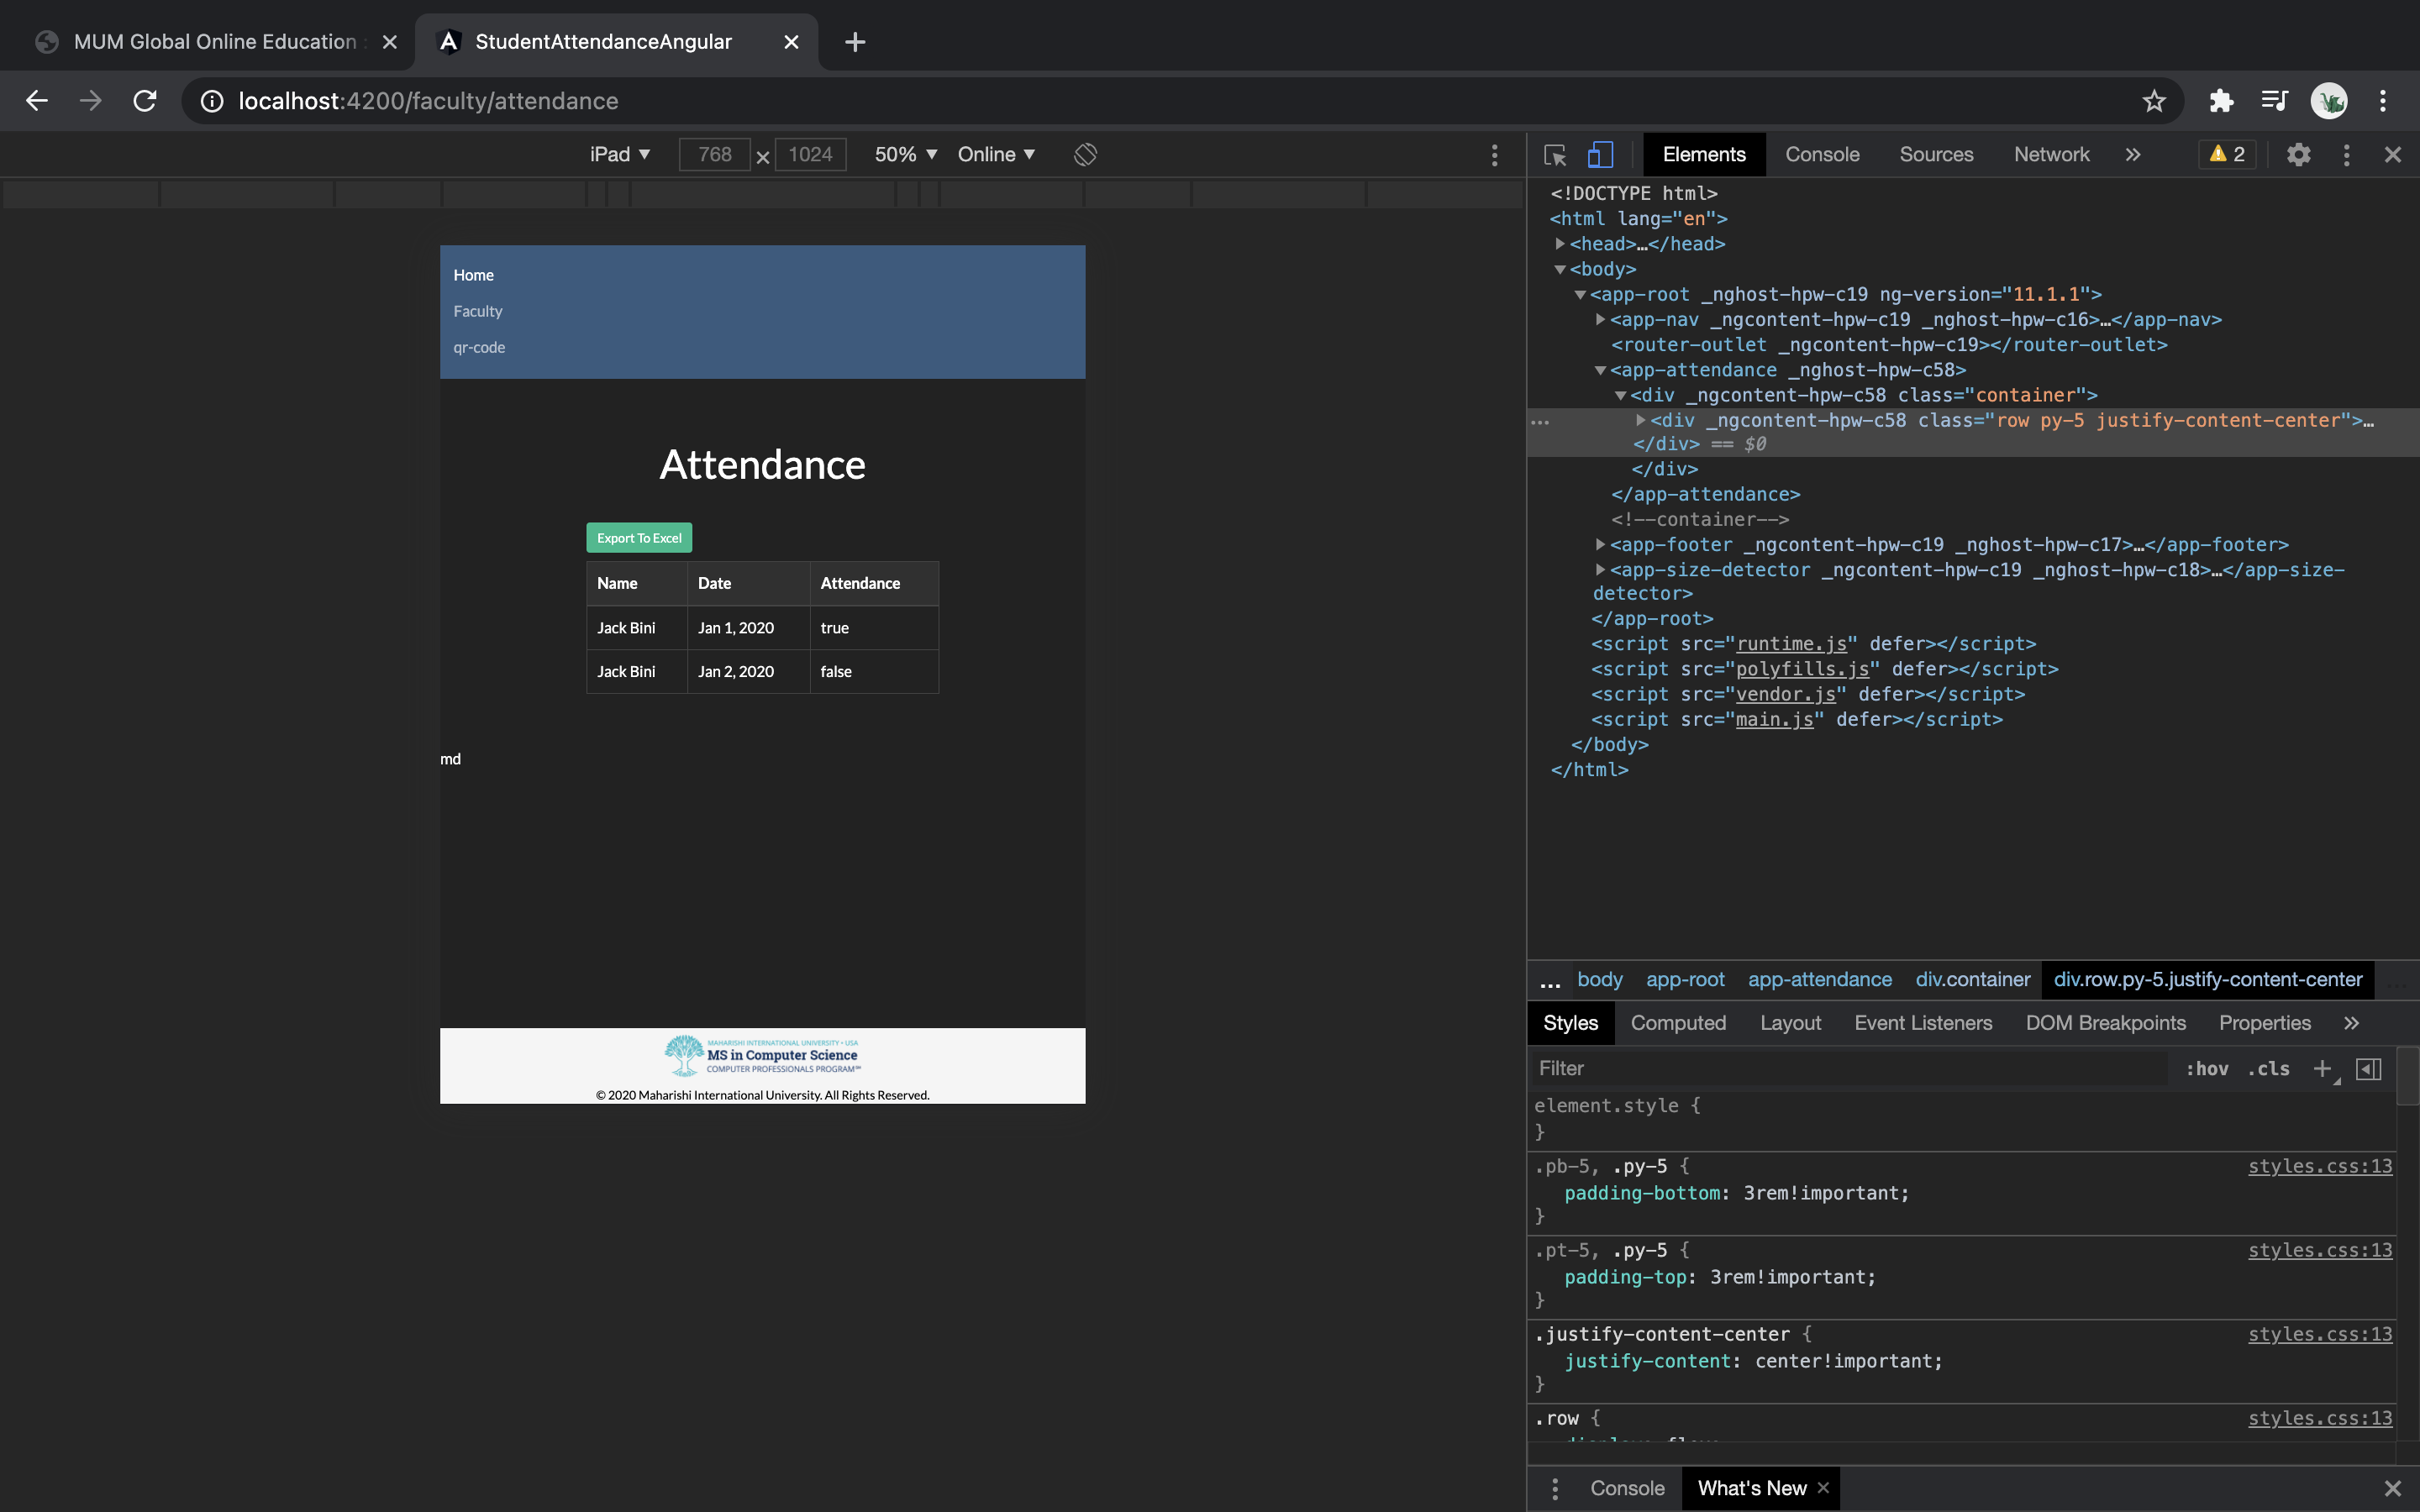 MUM Global Online Education :
StudentAttendanceAngular
localhost:4200/faculty/attendance
iPad ▼ 768 × 1024 50% ▼ Online ▼
Home
Faculty
qr-code
Attendance
Export To Excel
Name Date Attendance
Jack Bini Jan 1, 2020 true
Jack Bini Jan 2, 2020 false
md
MAHARISHI INTERNATIONAL UNIVERSITY • USA
MS in Computer Science
COMPUTER PROFESSIONALS PROGRAM℠
© 2020 Maharishi International University. All Rights Reserved.
Elements Console Sources Network » 2
<!DOCTYPE html>
<html lang="en">
<head>…</head>
<body>
<app-root _nghost-hpw-c19 ng-version="11.1.1">
<app-nav _ngcontent-hpw-c19 _nghost-hpw-c16>…</app-nav>
<router-outlet _ngcontent-hpw-c19></router-outlet>
<app-attendance _nghost-hpw-c58>
<div _ngcontent-hpw-c58 class="container">
<div _ngcontent-hpw-c58 class="row py-5 justify-content-center">…
</div> == $0
</div>
</app-attendance>
<!--container-->
<app-footer _ngcontent-hpw-c19 _nghost-hpw-c17>…</app-footer>
<app-size-detector _ngcontent-hpw-c19 _nghost-hpw-c18>…</app-size-
detector>
</app-root>
<script src="runtime.js" defer></script>
<script src="polyfills.js" defer></script>
<script src="vendor.js" defer></script>
<script src="main.js" defer></script>
</body>
</html>
… body app-root app-attendance div.container div.row.py-5.justify-content-center
Styles Computed Layout Event Listeners DOM Breakpoints Properties »
Filter :hov .cls +
element.style {
}
.pb-5, .py-5 { styles.css:13
padding-bottom: 3rem!important;
}
.pt-5, .py-5 { styles.css:13
padding-top: 3rem!important;
}
.justify-content-center { styles.css:13
justify-content: center!important;
}
.row { styles.css:13
Console What's New ×